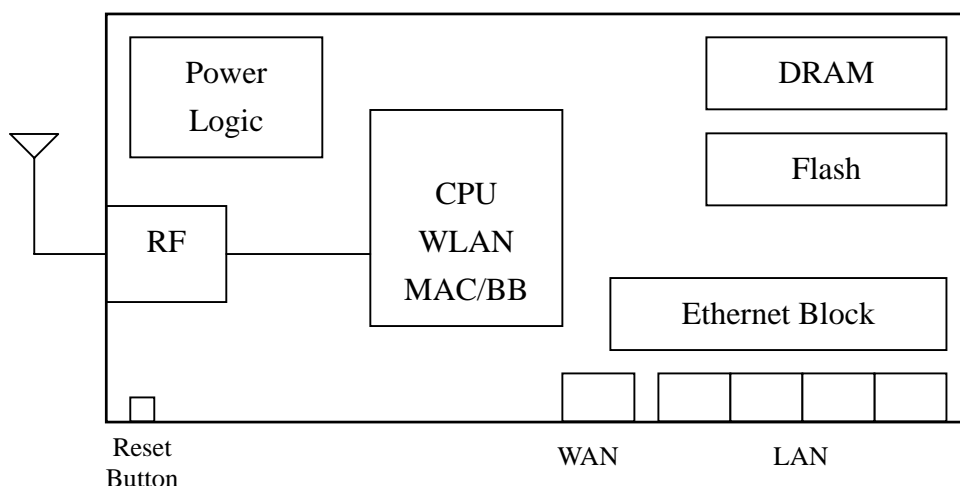 Power
Logic
DRAM
Flash
CPU
WLAN
MAC/BB
RF
Ethernet Block
Reset
Button
WAN
LAN